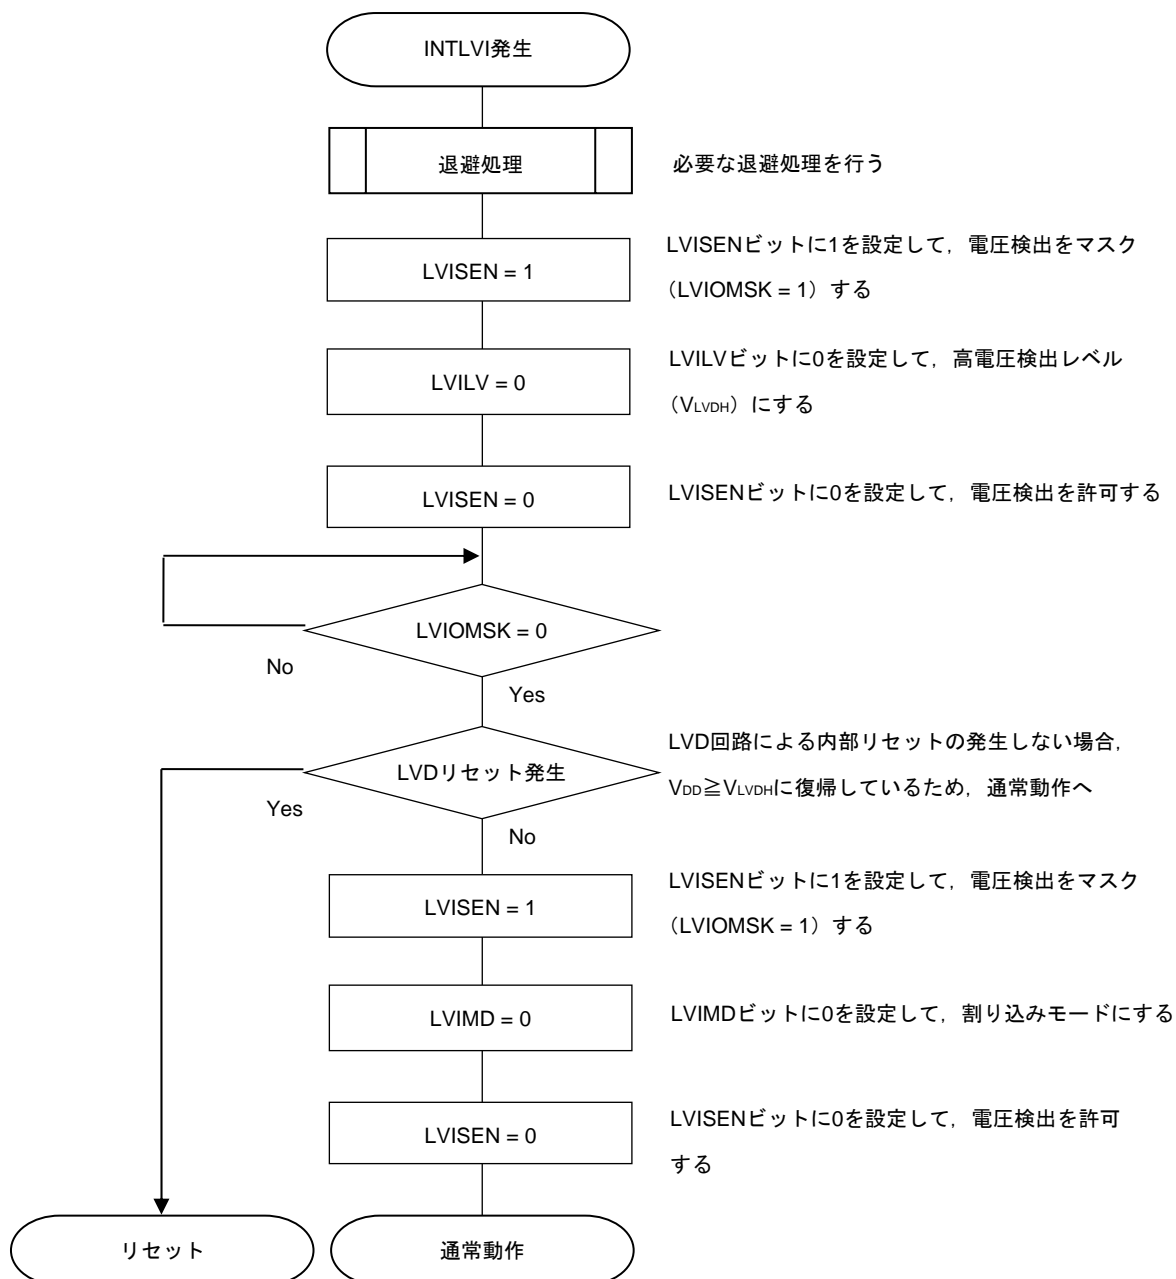 INTLVI発生
退避処理
必要な退避処理を行う
LVISEN = 1
LVISENビットに1を設定して，電圧検出をマスク
（LVIOMSK = 1）する
LVILV = 0
LVILVビットに0を設定して，高電圧検出レベル
（VLVDH）にする
LVISEN = 0
LVISENビットに0を設定して，電圧検出を許可する
LVIOMSK = 0
No
Yes
LVDリセット発生
LVD回路による内部リセットの発生しない場合，
VDD≧VLVDHに復帰しているため，通常動作へ
Yes
No
LVISEN = 1
LVISENビットに1を設定して，電圧検出をマスク
（LVIOMSK = 1）する
LVIMD = 0
LVIMDビットに0を設定して，割り込みモードにする
LVISEN = 0
LVISENビットに0を設定して，電圧検出を許可
する
リセット
通常動作